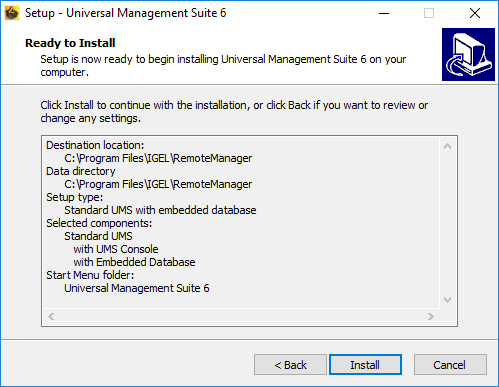 Setup - Universal Management Suite 6
Ready to Install
Setup is now ready to begin installing Universal Management Suite 6 on your
computer.
Click Install to continue with the installation, or click Back if you want to review or
change any settings.
Destination location:
C:\Program Files\IGEL\RemoteManager
Data directory
C:\Program Files\IGEL\RemoteManager
Setup type:
Standard UMS with embedded database
Selected components:
Standard UMS
with UMS Console
with Embedded Database
Start Menu folder:
Universal Management Suite 6
< Back
Install
Cancel